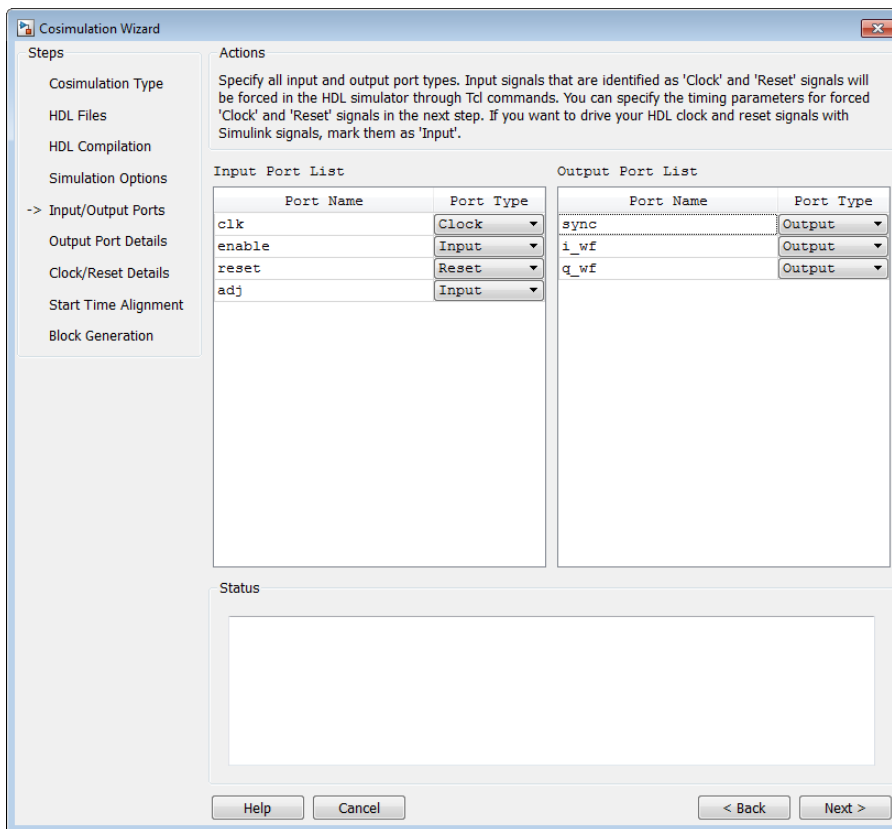 Cosimulation Wizard
Steps
Cosimulation Type
HDL Files
HDL Compilation
Simulation Options
-> Input/Output Ports
Output Port Details
Clock/Reset Details
Start Time Alignment
Block Generation
Actions
Specify all input and output port types. Input signals that are identified as 'Clock' and 'Reset' signals will
be forced in the HDL simulator through Tcl commands. You can specify the timing parameters for forced
'Clock' and 'Reset' signals in the next step. If you want to drive your HDL clock and reset signals with
Simulink signals, mark them as 'Input'.
Input Port List
Port Name Port Type
clk Clock
enable Input
reset Reset
adj Input
Output Port List
Port Name Port Type
sync Output
i_wf Output
q_wf Output
Status
Help Cancel < Back Next >